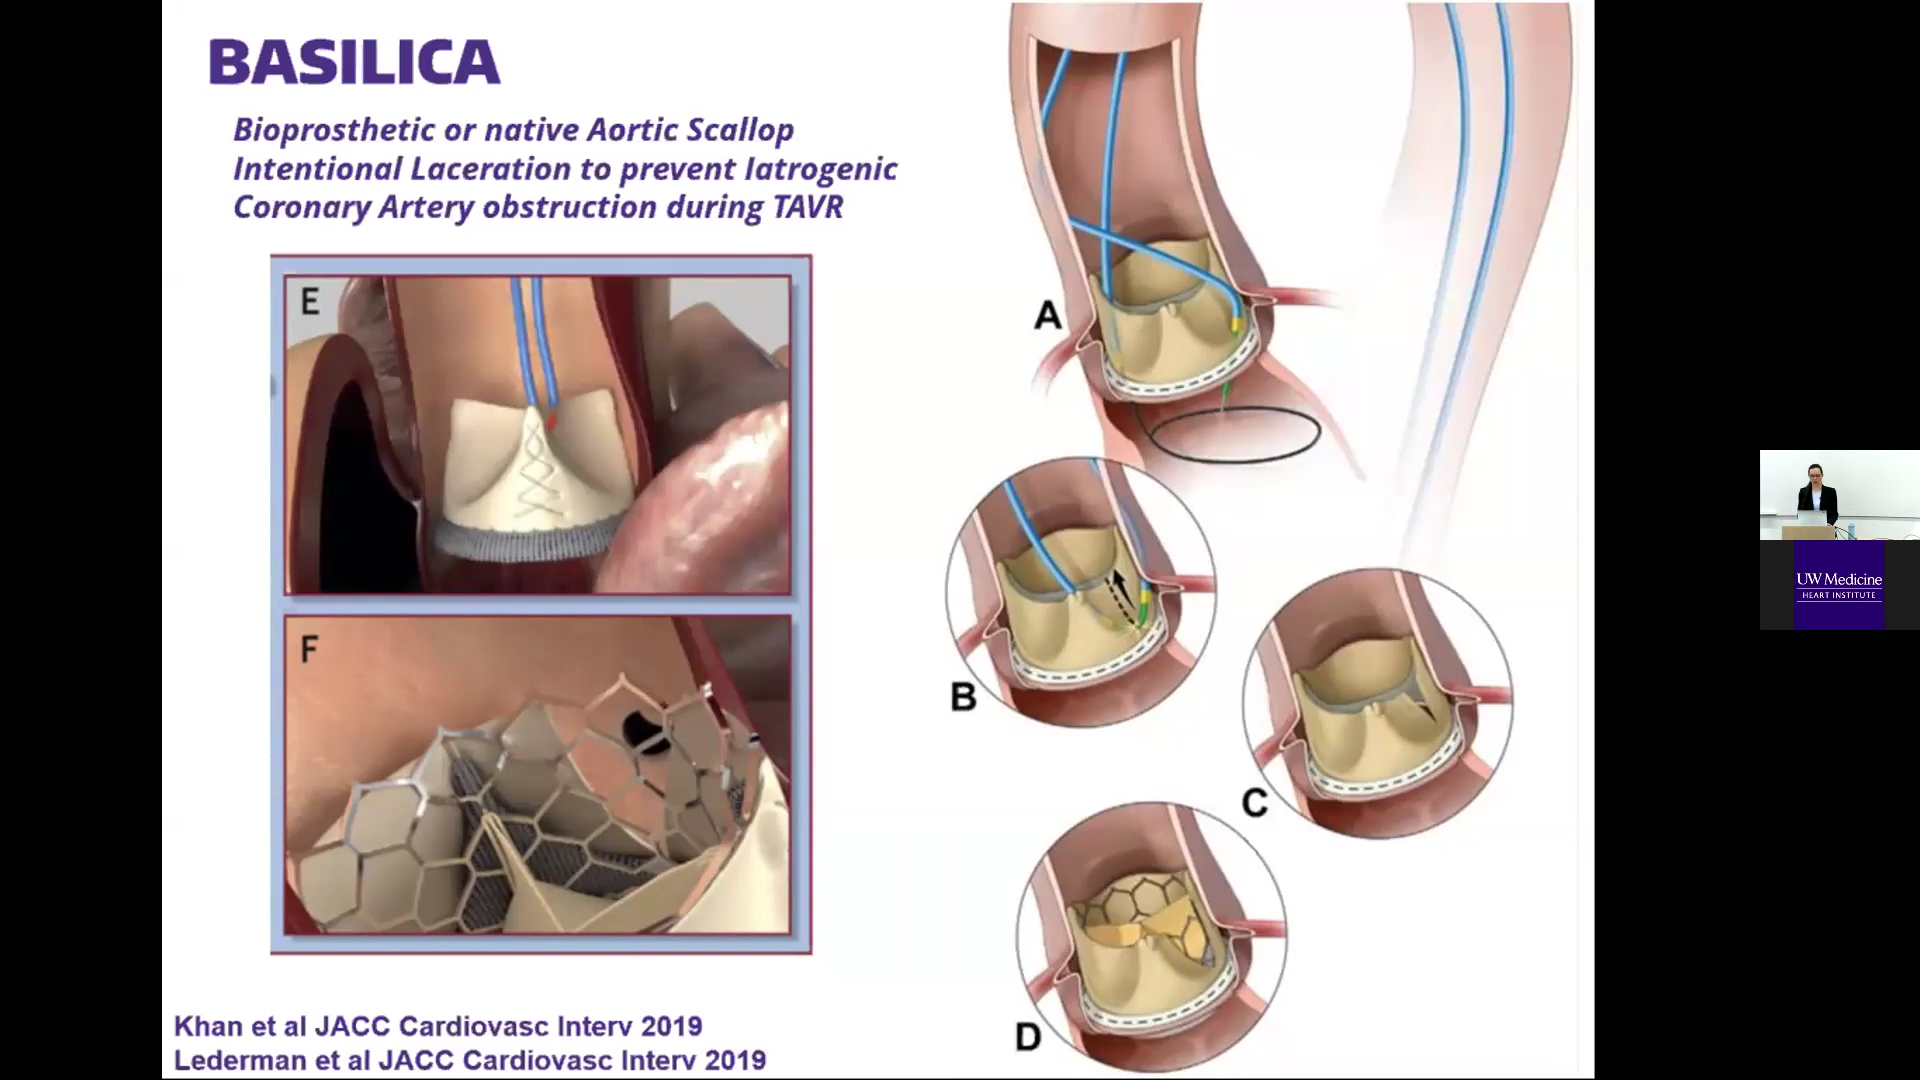 BASILICA
Bioprosthetic or native Aortic Scallop
Intentional Laceration to prevent Iatrogenic
Coronary Artery obstruction during TAVR
E
F
A
B
C
D
Khan et al JACC Cardiovasc Interv 2019
Lederman et al JACC Cardiovasc Interv 2019
UW Medicine
HEART INSTITUTE